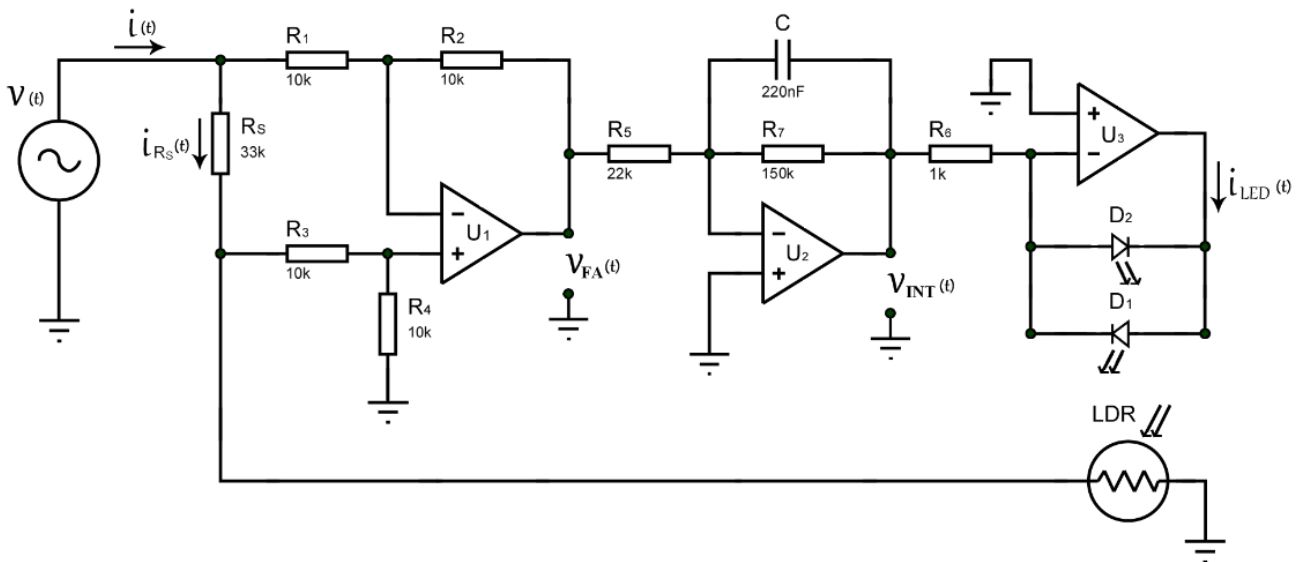 i(t)
R1
R2
C
10k
10k
220nF
v(t)
iRS(t)
RS
33k
R5
R7
R6
+
U3
−
22k
150k
1k
iLED(t)
R3
−
U1
+
−
U2
+
D2
10k
vFA(t)
vINT(t)
R4
10k
D1
LDR